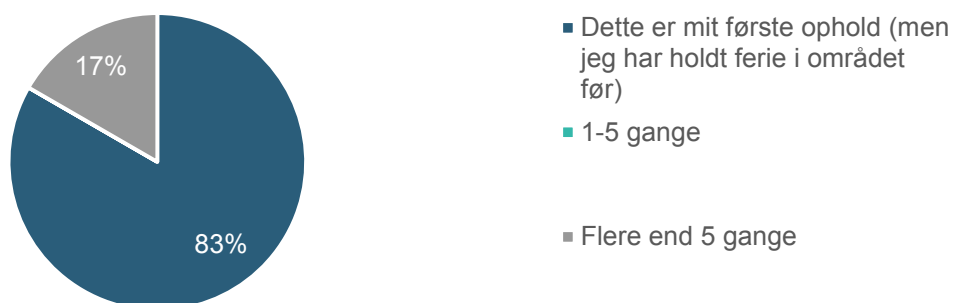 17%
83%
Dette er mit første ophold (men
jeg har holdt ferie i området
før)
1-5 gange
Flere end 5 gange